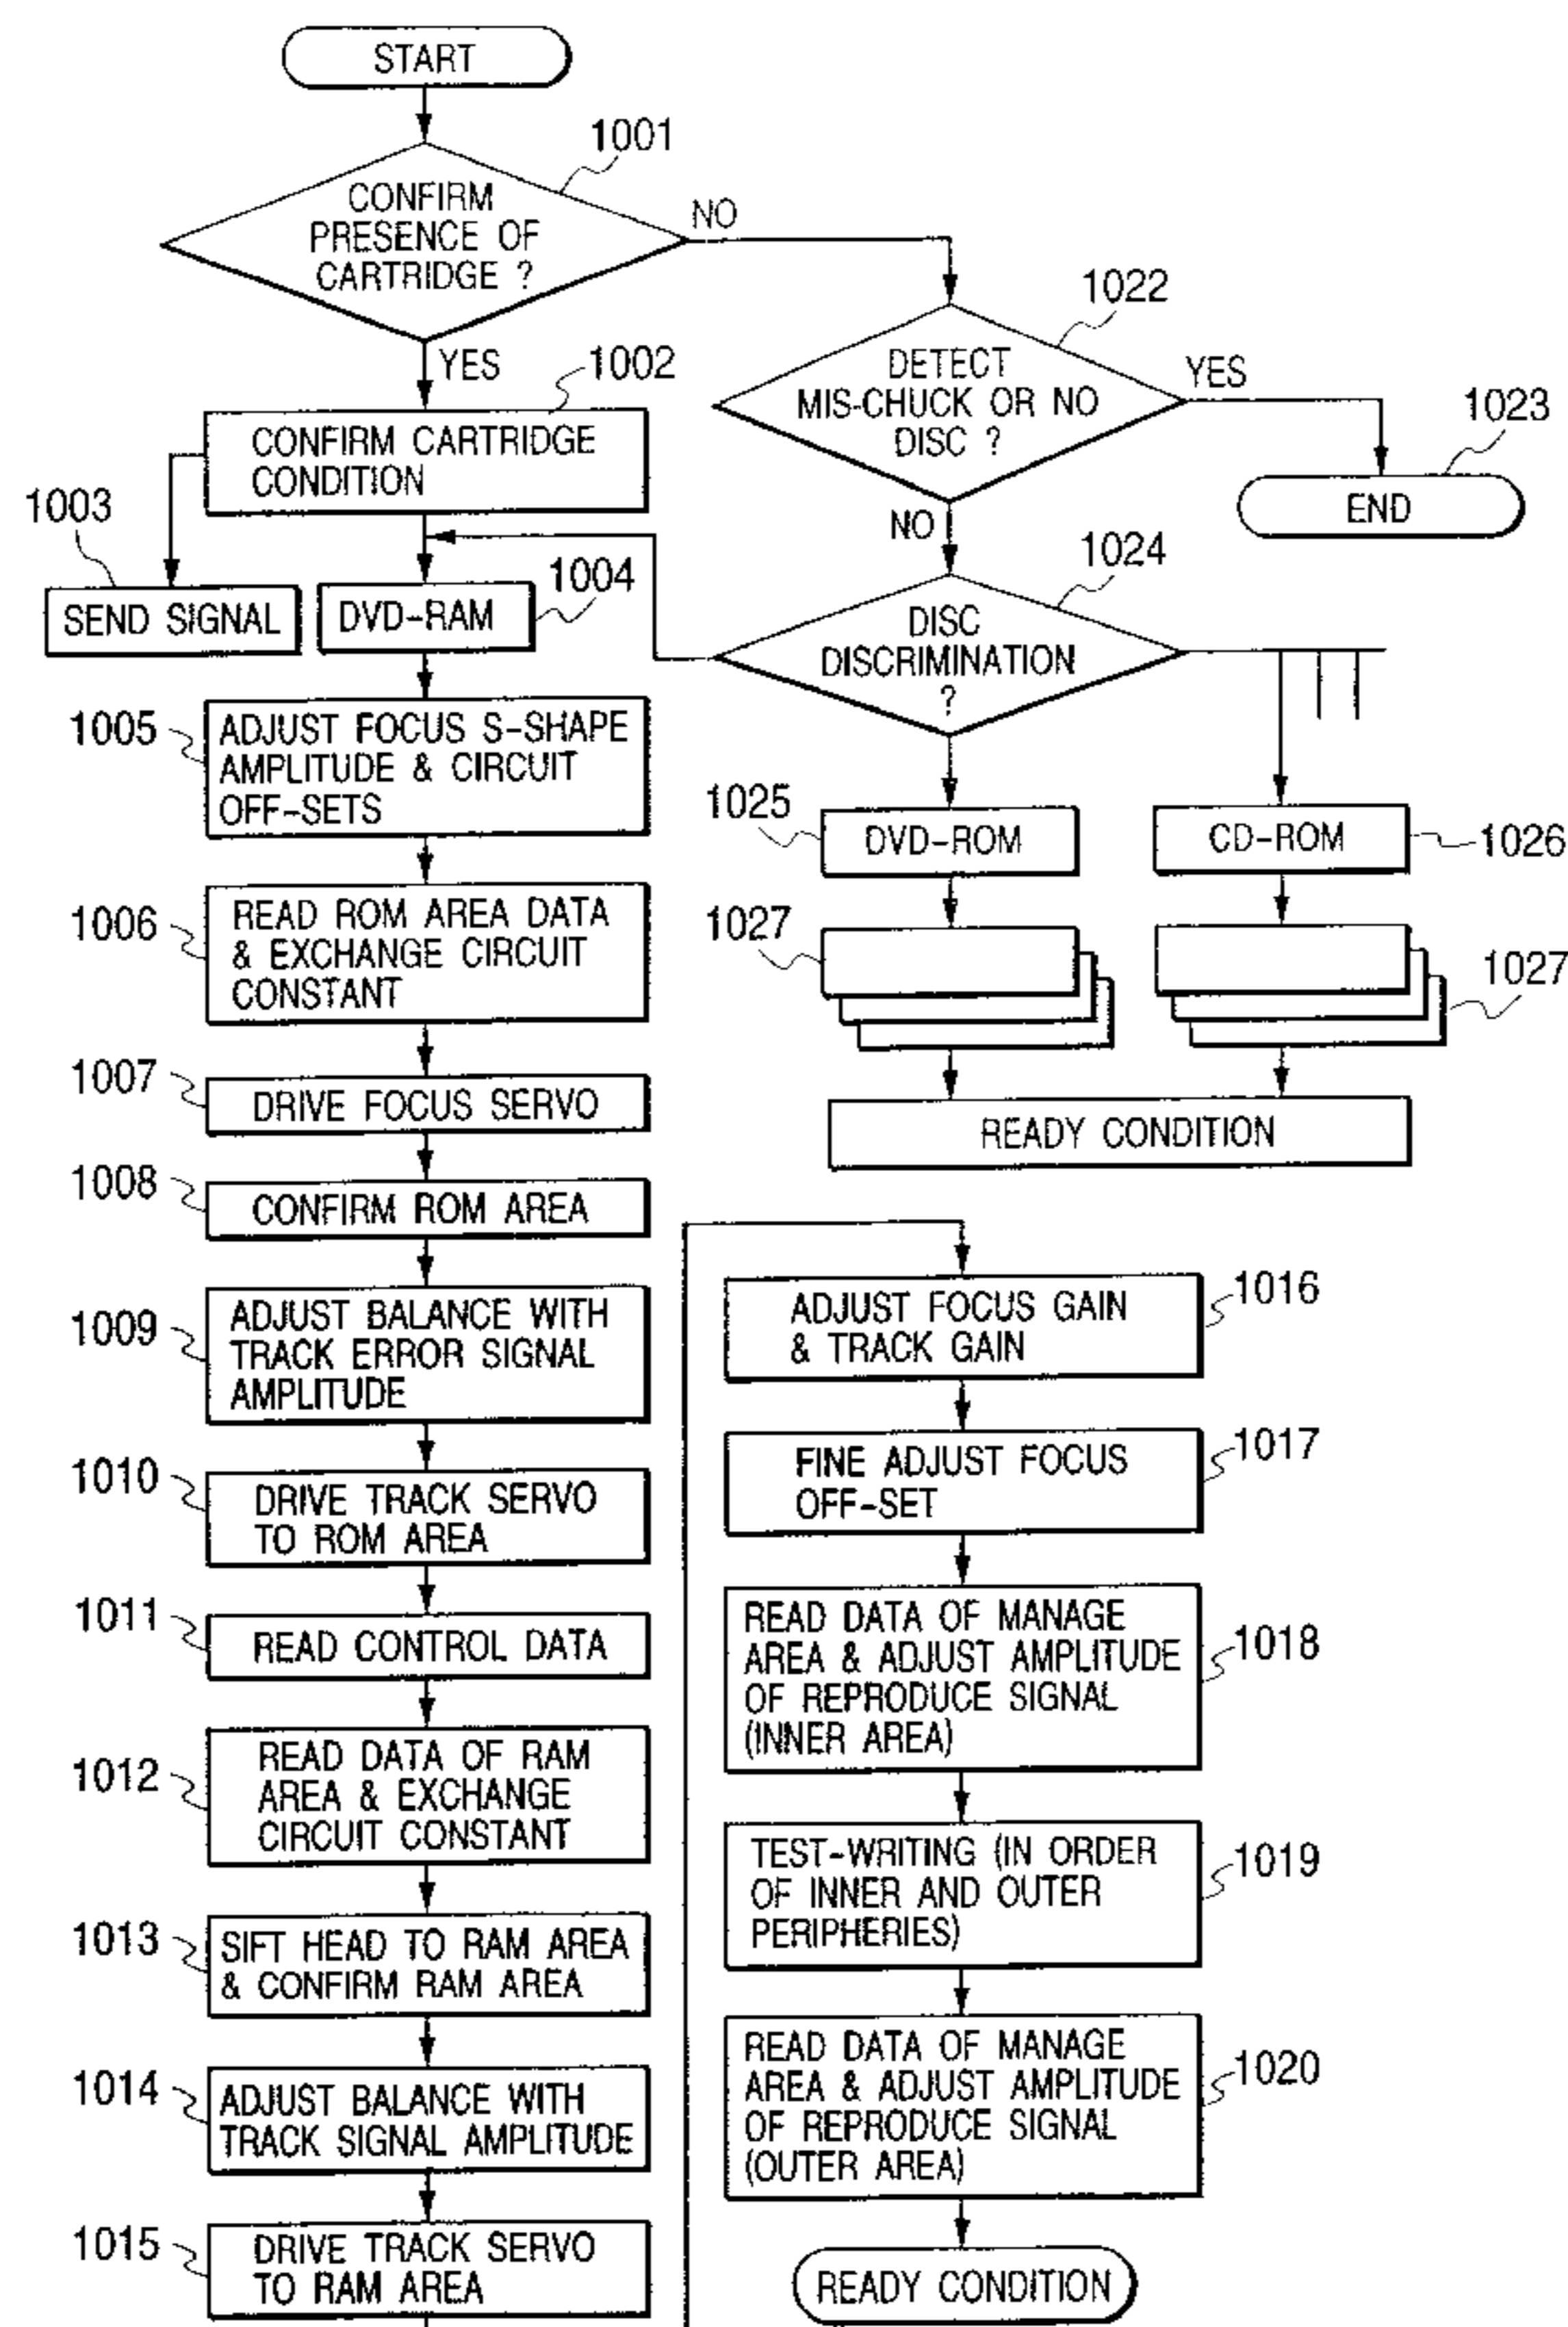 START
1001
CONFIRM
PRESENCE OF
CARTRIDGE ?
NO
YES
1002
CONFIRM CARTRIDGE
CONDITION
1003
SEND SIGNAL
DVD-RAM
1004
1022
DETECT
MIS-CHUCK OR NO
DISC ?
YES
1023
END
NO
1024
DISC
DISCRIMINATION
?
1025
DVD-ROM
CD-ROM
1026
1027
1027
READY CONDITION
1005
ADJUST FOCUS S-SHAPE
AMPLITUDE & CIRCUIT
OFF-SETS
1006
READ ROM AREA DATA
& EXCHANGE CIRCUIT
CONSTANT
1007
DRIVE FOCUS SERVO
1008
CONFIRM ROM AREA
1009
ADJUST BALANCE WITH
TRACK ERROR SIGNAL
AMPLITUDE
1010
DRIVE TRACK SERVO
TO ROM AREA
1011
READ CONTROL DATA
1012
READ DATA OF RAM
AREA & EXCHANGE
CIRCUIT CONSTANT
1013
SIFT HEAD TO RAM AREA
& CONFIRM RAM AREA
1014
ADJUST BALANCE WITH
TRACK SIGNAL AMPLITUDE
1015
DRIVE TRACK SERVO
TO RAM AREA
1016
ADJUST FOCUS GAIN
& TRACK GAIN
1017
FINE ADJUST FOCUS
OFF-SET
1018
READ DATA OF MANAGE
AREA & ADJUST AMPLITUDE
OF REPRODUCE SIGNAL
(INNER AREA)
1019
TEST-WRITING (IN ORDER
OF INNER AND OUTER
PERIPHERIES)
1020
READ DATA OF MANAGE
AREA & ADJUST AMPLITUDE
OF REPRODUCE SIGNAL
(OUTER AREA)
READY CONDITION